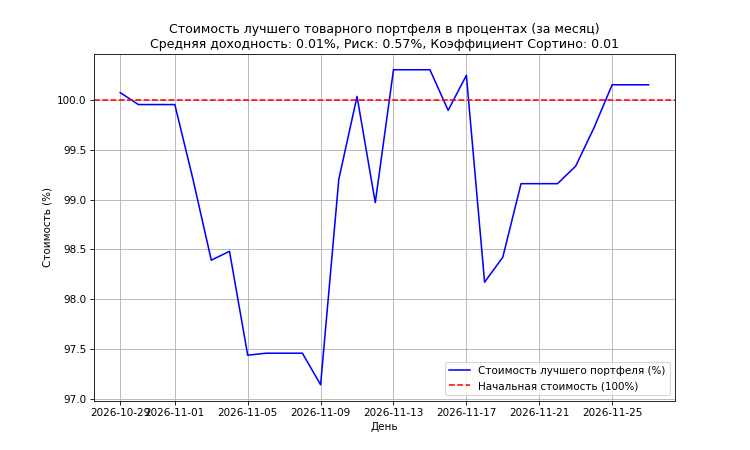 Стоимость лучшего товарного портфеля в процентах (за месяц)
Средняя доходность: 0.01%, Риск: 0.57%, Коэффициент Сортино: 0.01
Стоимость (%)
100.0
99.5
99.0
98.5
98.0
97.5
97.0
Стоимость лучшего портфеля (%)
Начальная стоимость (100%)
2026-10-29 2026-11-01 2026-11-05 2026-11-09 2026-11-13 2026-11-17 2026-11-21 2026-11-25
День